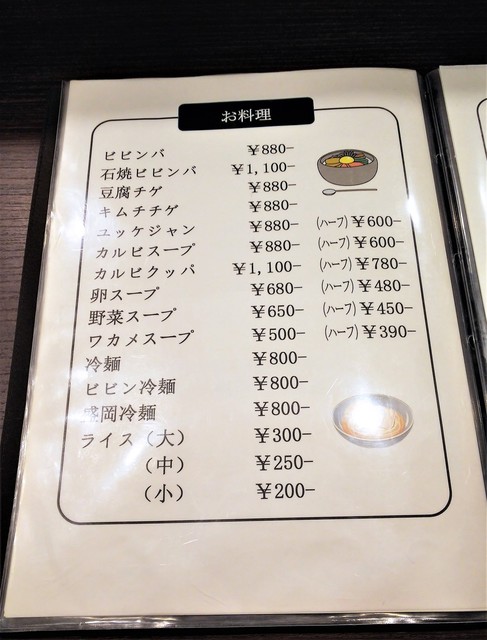 お料理
ビビンバ ¥880-
石焼ビビンバ ¥1,100-
豆腐チゲ ¥880-
キムチチゲ ¥880-
ユッケジャン ¥880- (ハーフ) ¥600-
カルビスープ ¥880- (ハーフ) ¥600-
カルビクッパ ¥1,100- (ハーフ) ¥780-
卵スープ ¥680- (ハーフ) ¥480-
野菜スープ ¥650- (ハーフ) ¥450-
ワカメスープ ¥500- (ハーフ) ¥390-
冷麺 ¥800-
ビビン冷麺 ¥800-
盛岡冷麺 ¥800-
ライス(大) ¥300-
(中) ¥250-
(小) ¥200-